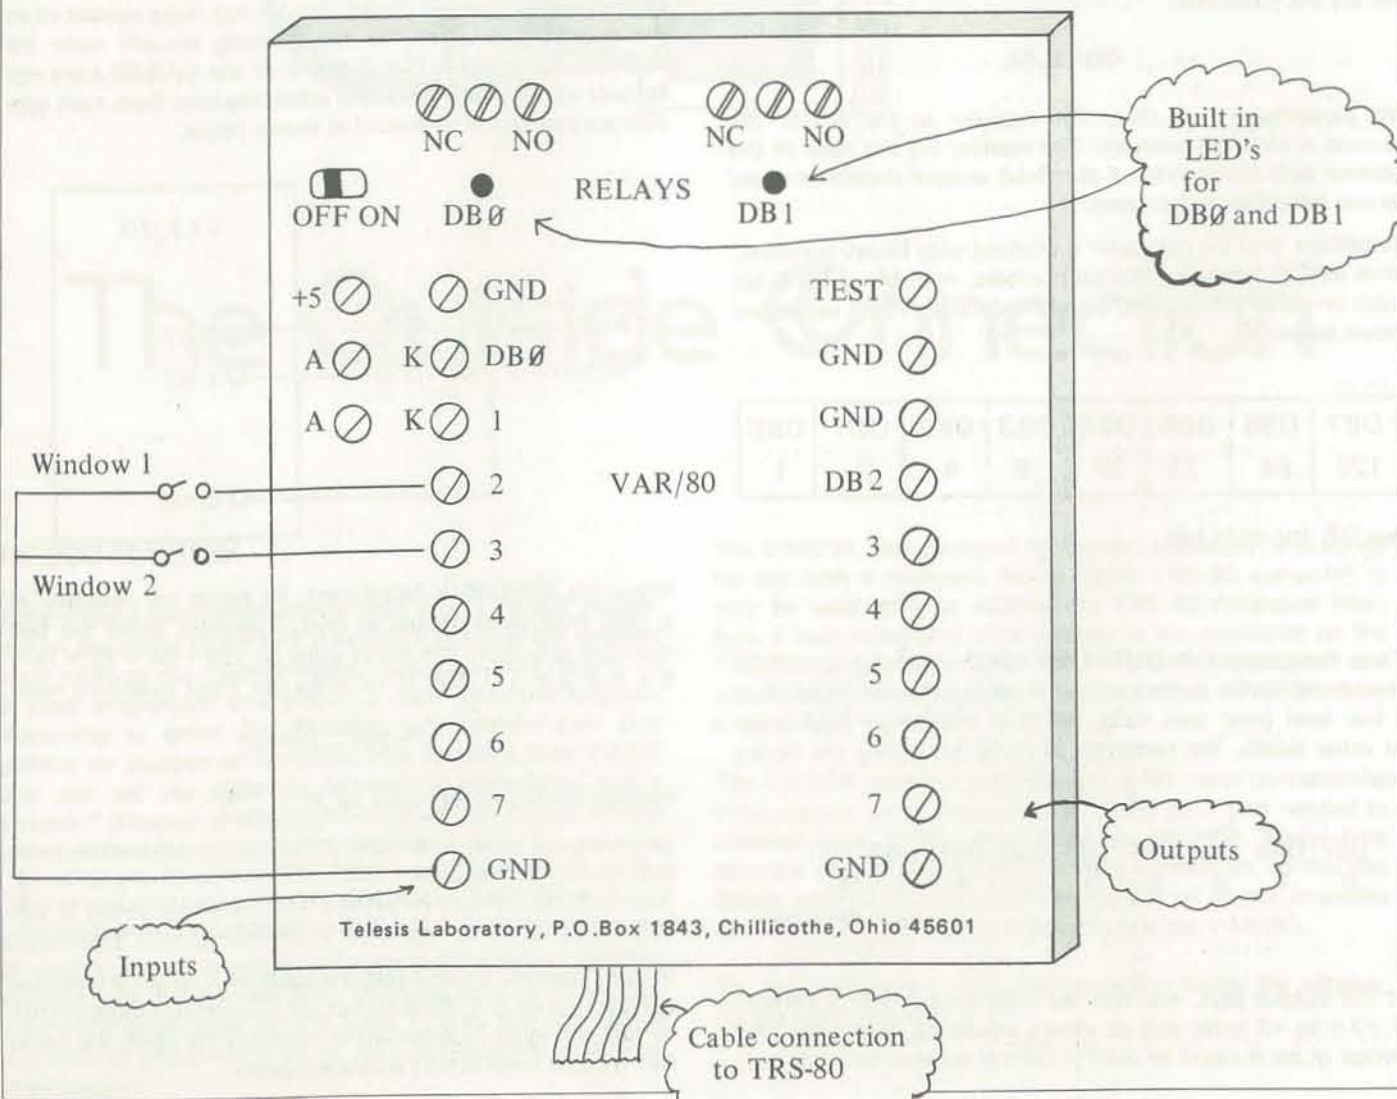 NC NO NC NO
OFF ON DBØ RELAYS DB1
Built in
LED's
for
DBØ and DB1
+5 GND TEST
A K DBØ GND
A K 1 GND
Window 1
2 VAR/80 DB2
3 3
Window 2
4 4
5 5
6 6
7 7
GND GND
Outputs
Inputs
Telesis Laboratory, P.O.Box 1843, Chillicothe, Ohio 45601
Cable connection
to TRS-80